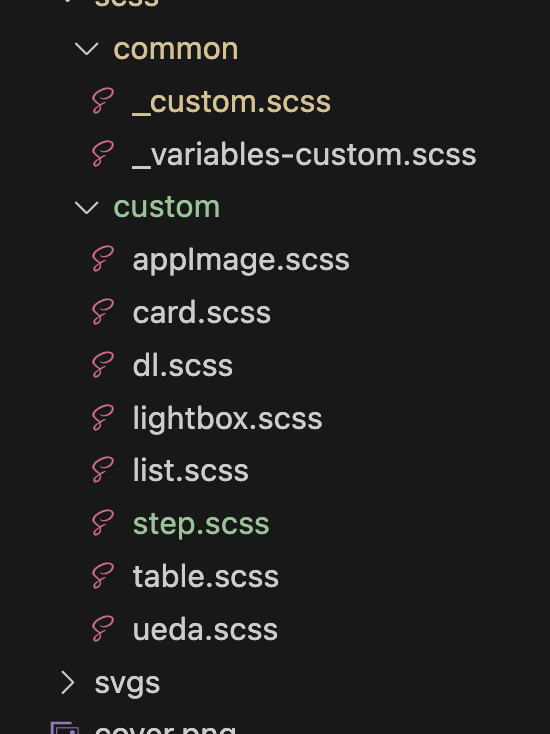 scss
common
_custom.scss
_variables-custom.scss
custom
appImage.scss
card.scss
dl.scss
lightbox.scss
list.scss
step.scss
table.scss
ueda.scss
svgs
cover.png